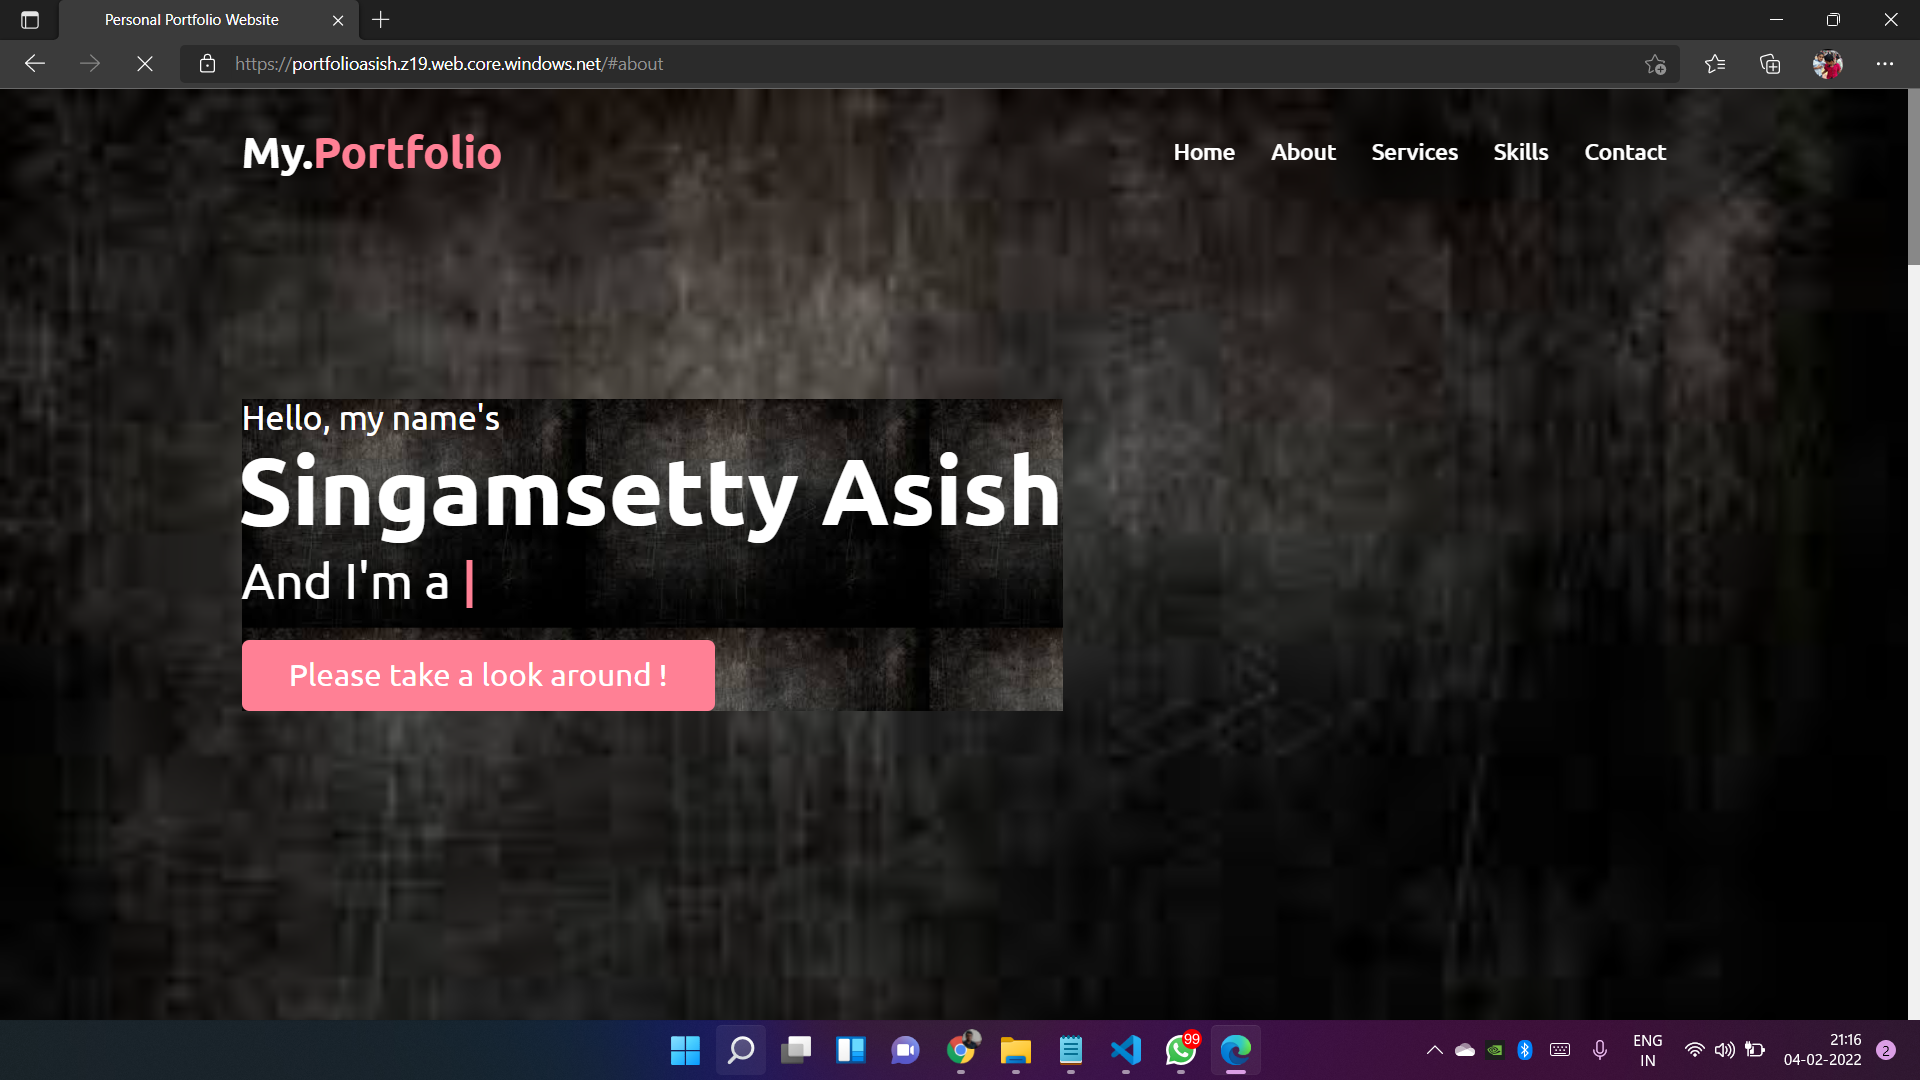 Personal Portfolio Website
https://portfolioasish.z19.web.core.windows.net/#about
My.Portfolio
Home About Services Skills Contact
Hello, my name's
Singamsetty Asish
And I'm a |
Please take a look around !
99
ENG
IN
21:16
04-02-2022
2